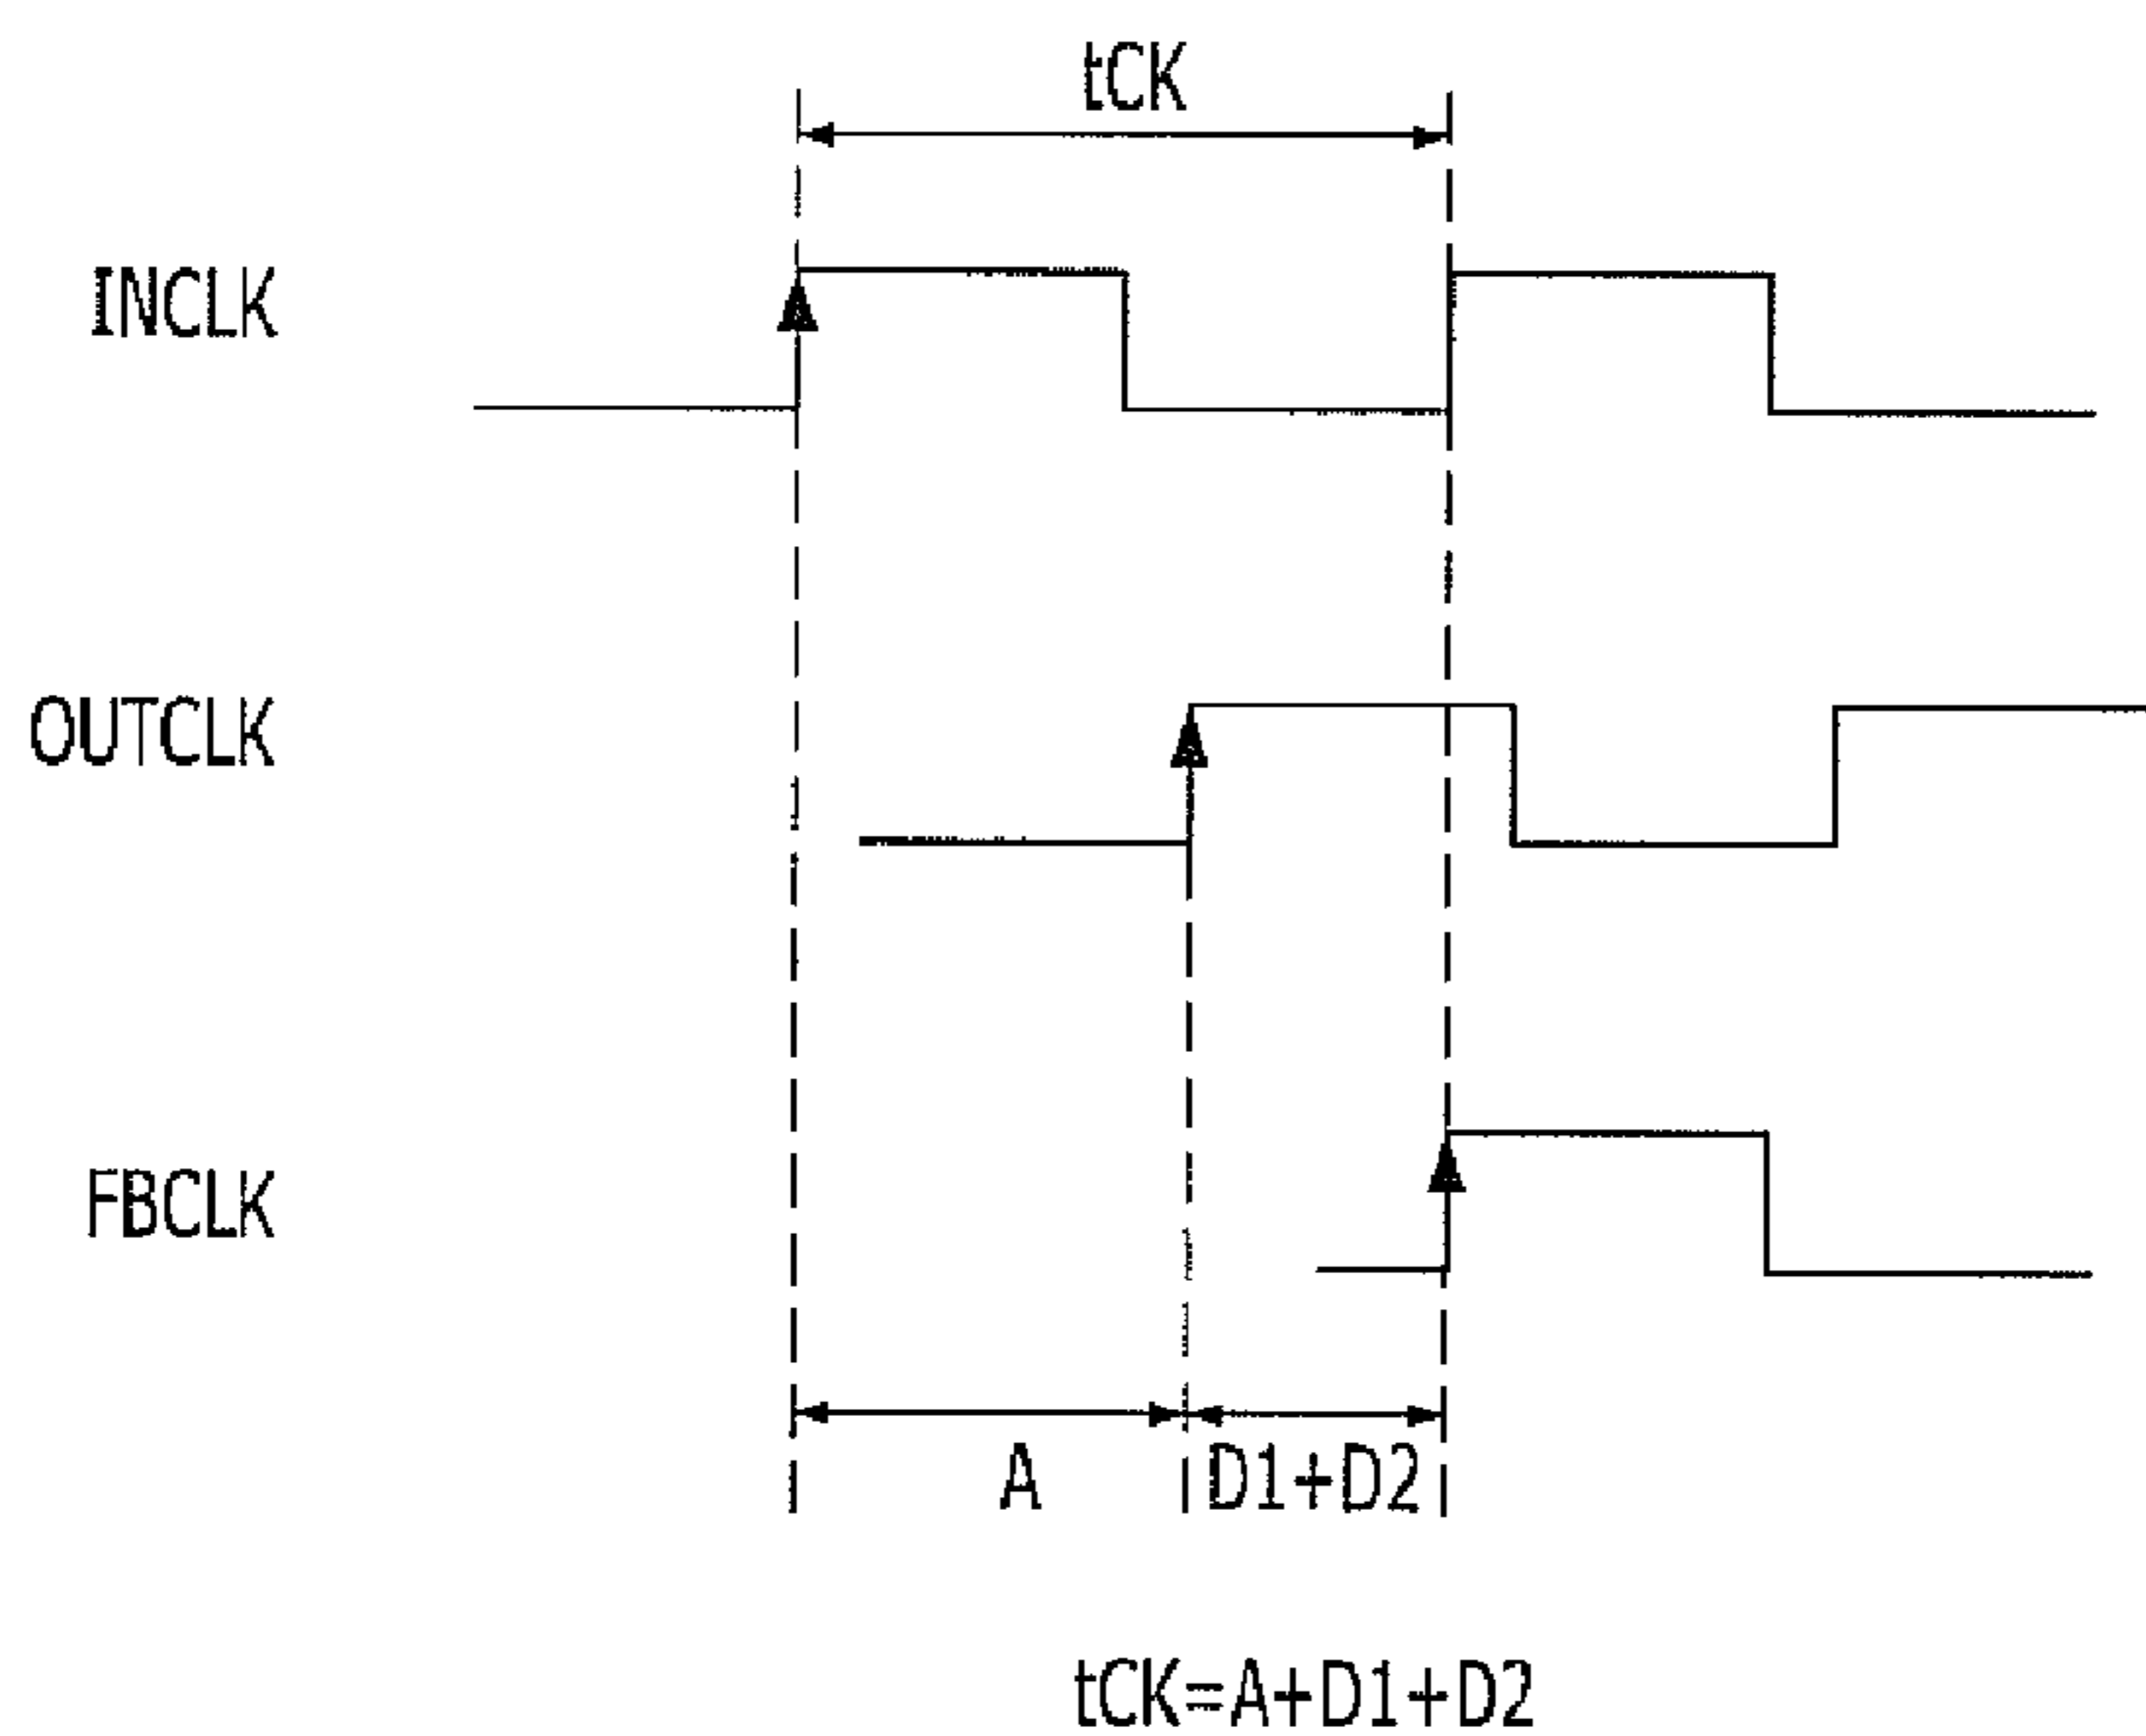 tCK
INCLK
OUTCLK
FBCLK
A
D1+D2
tCK=A+D1+D2